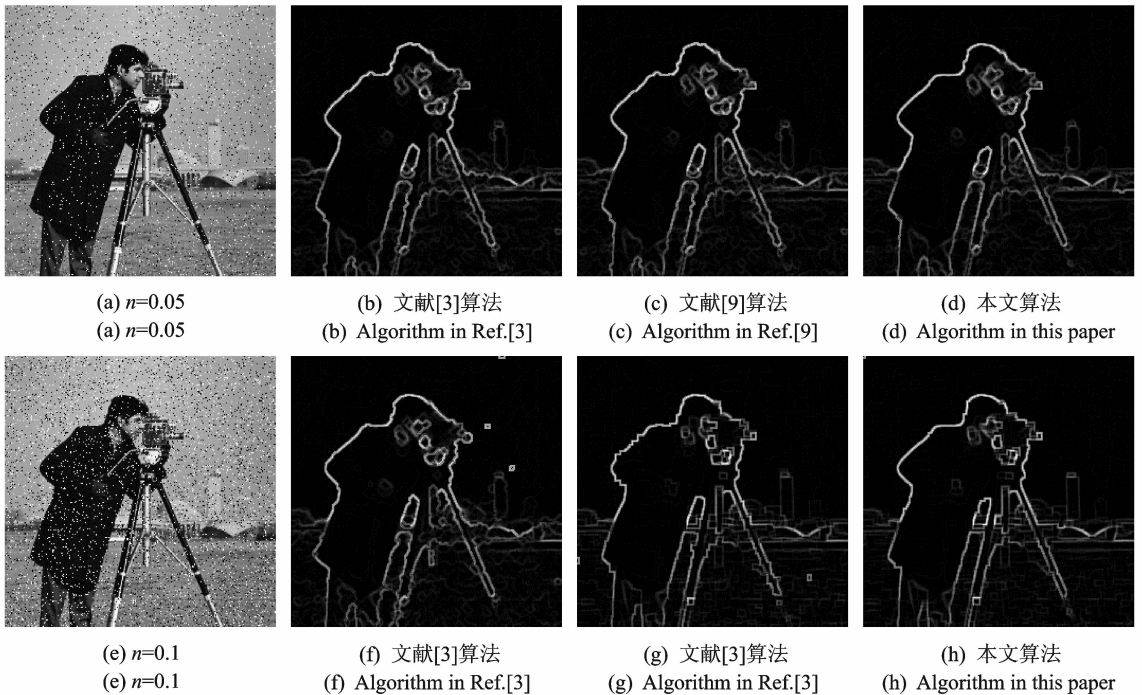 (a) n=0.05
(a) n=0.05
(b) 文献[3]算法
(b) Algorithm in Ref.[3]
(c) 文献[9]算法
(c) Algorithm in Ref.[9]
(d) 本文算法
(d) Algorithm in this paper
(e) n=0.1
(e) n=0.1
(f) 文献[3]算法
(f) Algorithm in Ref.[3]
(g) 文献[3]算法
(g) Algorithm in Ref.[3]
(h) 本文算法
(h) Algorithm in this paper